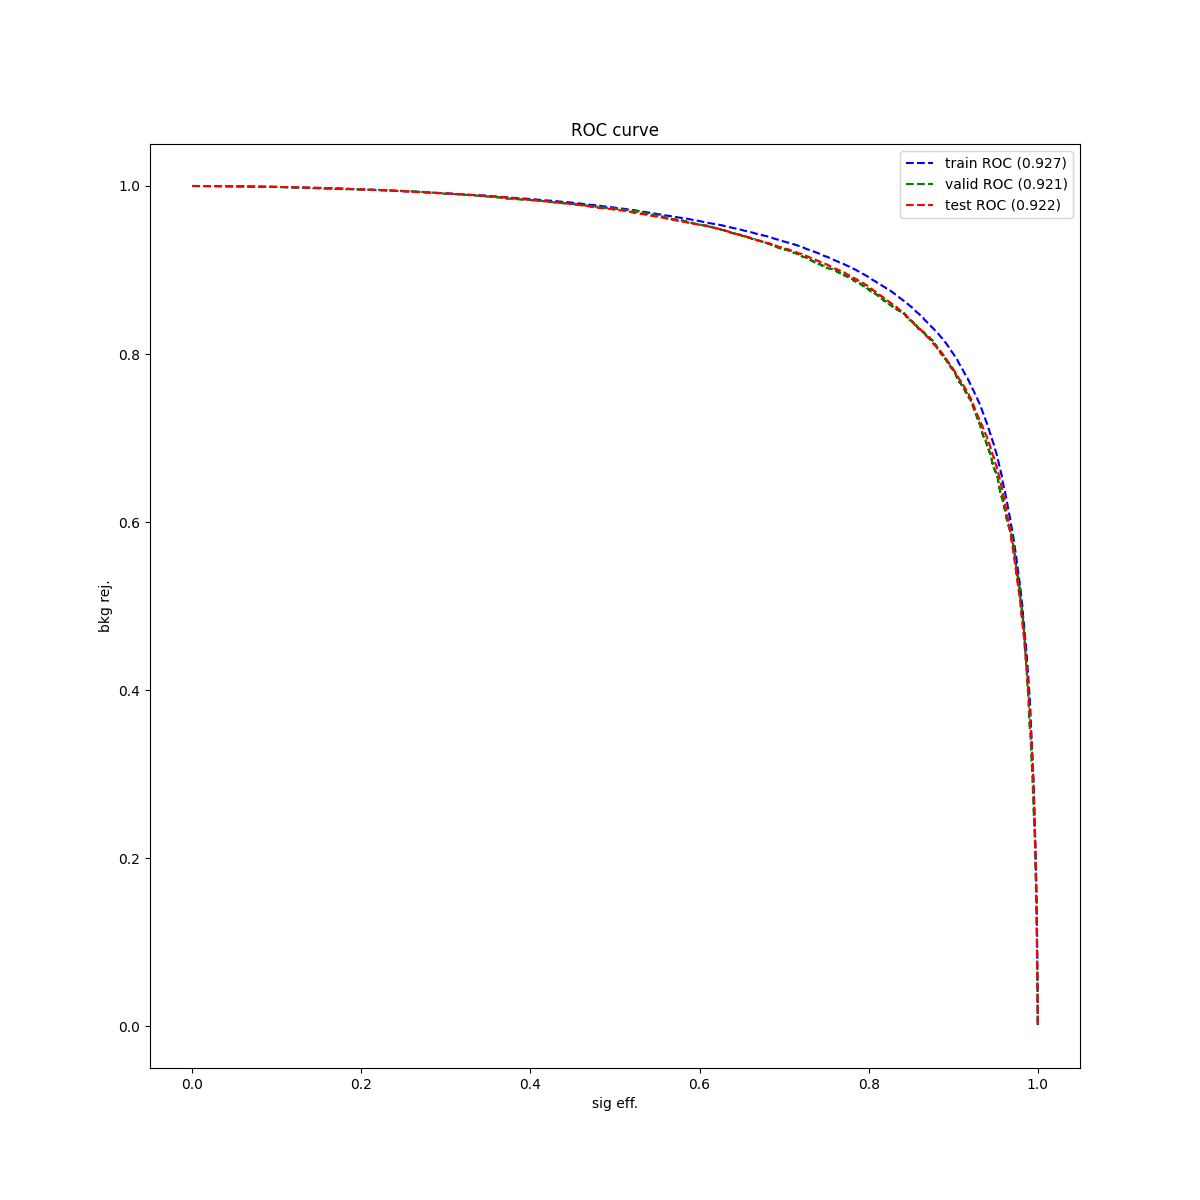 ROC curve
train ROC (0.927)
valid ROC (0.921)
test ROC (0.922)
1.0
0.8
0.6
0.4
0.2
0.0
bkg rej.
0.0 0.2 0.4 0.6 0.8 1.0
sig eff.